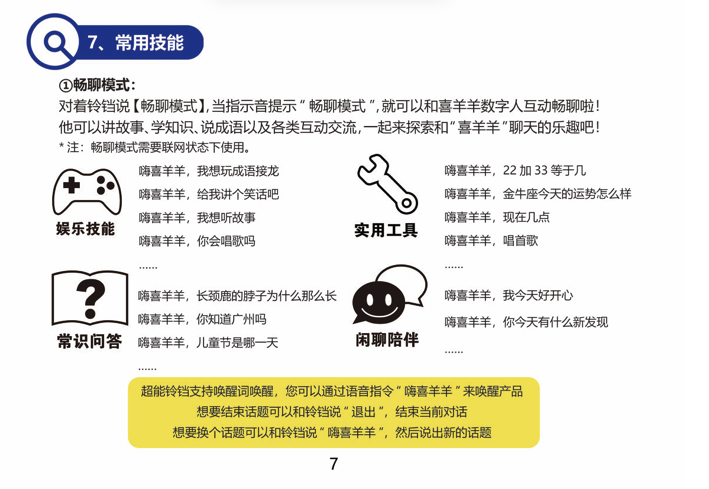 7、常用技能
①畅聊模式：
对着铃铛说【畅聊模式】，当指示音提示“畅聊模式”，就可以和喜羊羊数字人互动畅聊啦！
他可以讲故事、学知识、说成语以及各类互动交流，一起来探索和“喜羊羊”聊天的乐趣吧！
*注：畅聊模式需要联网状态下使用。
嗨喜羊羊，我想玩成语接龙
嗨喜羊羊，给我讲个笑话吧
嗨喜羊羊，我想听故事
嗨喜羊羊，你会唱歌吗
......
娱乐技能
嗨喜羊羊，22加33等于几
嗨喜羊羊，金牛座今天的运势怎么样
嗨喜羊羊，现在几点
嗨喜羊羊，唱首歌
......
实用工具
?
嗨喜羊羊，长颈鹿的脖子为什么那么长
嗨喜羊羊，你知道广州吗
嗨喜羊羊，儿童节是哪一天
......
常识问答
嗨喜羊羊，我今天好开心
嗨喜羊羊，你今天有什么新发现
......
闲聊陪伴
超能铃铛支持唤醒词唤醒，您可以通过语音指令“嗨喜羊羊”来唤醒产品
想要结束话题可以和铃铛说“退出”，结束当前对话
想要换个话题可以和铃铛说“嗨喜羊羊”，然后说出新的话题
7